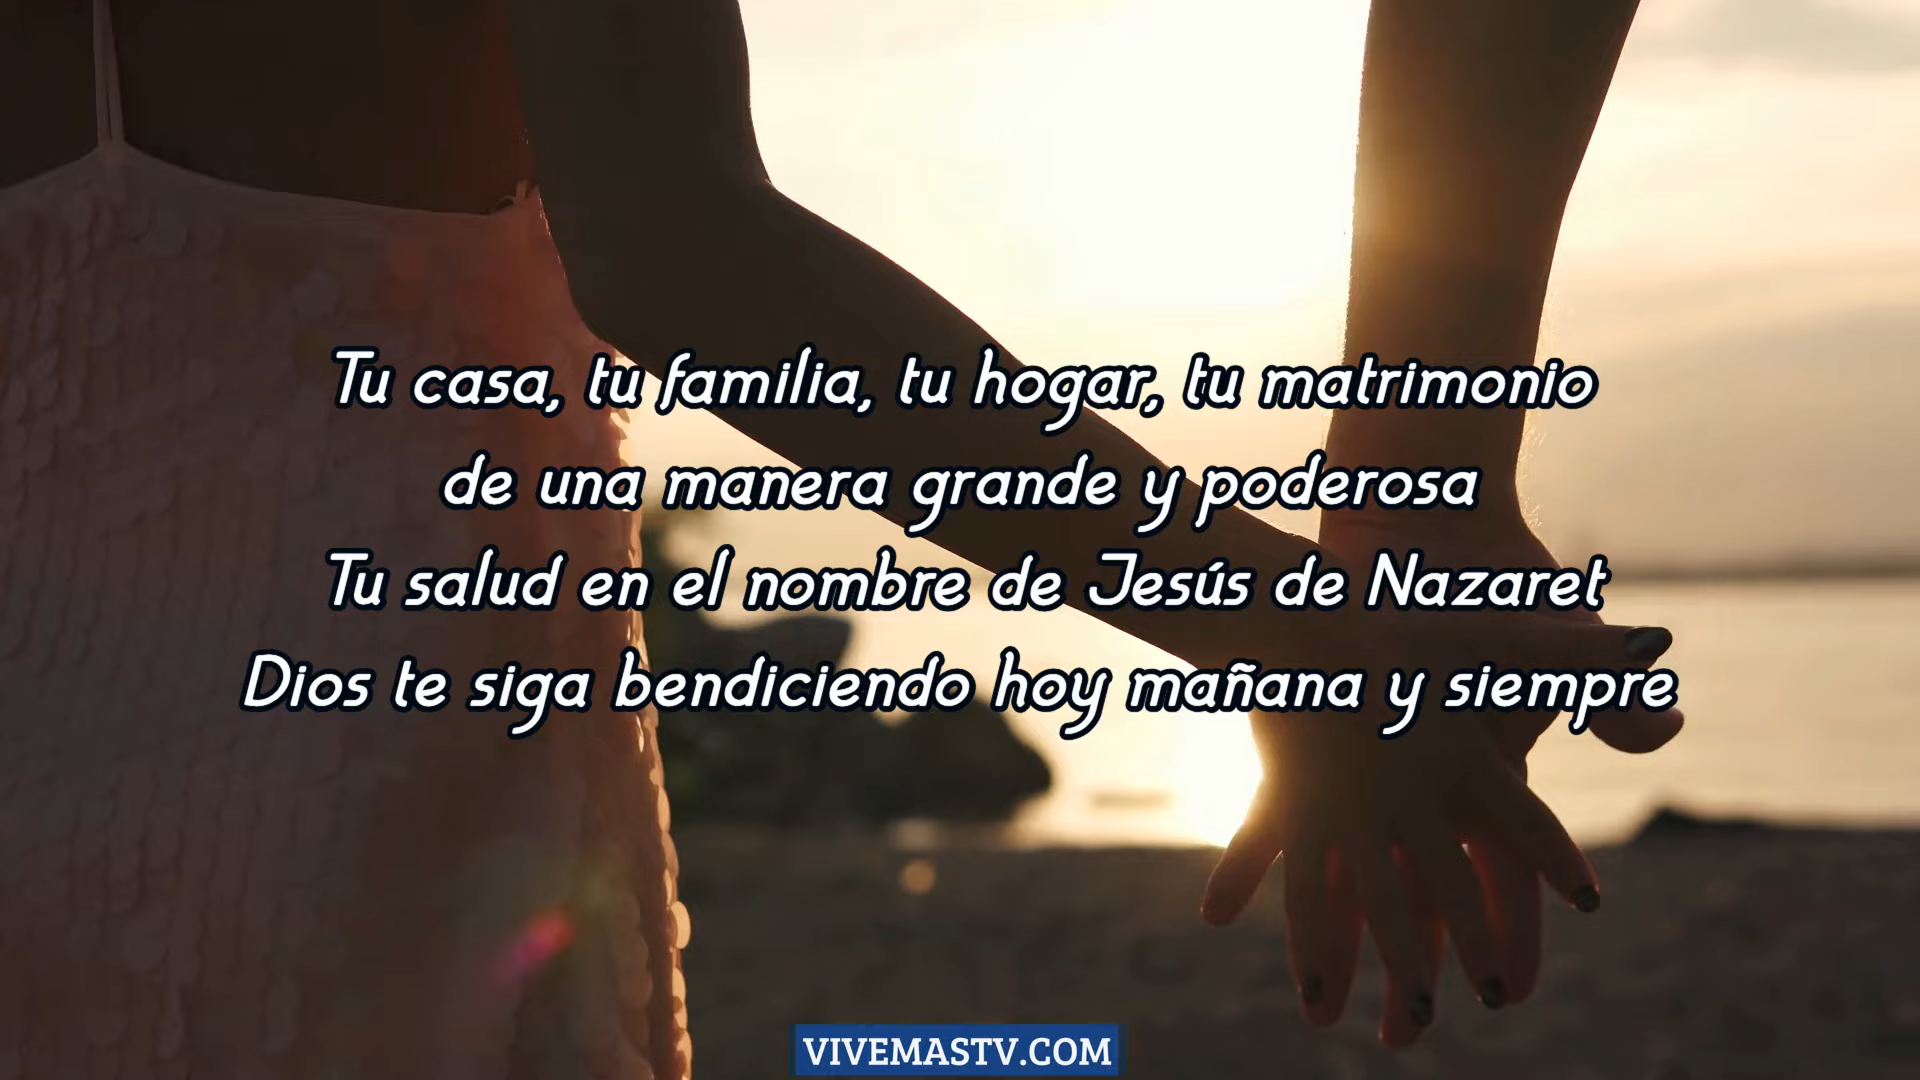 Tu casa, tu familia, tu hogar, tu matrimonio
de una manera grande y poderosa
Tu salud en el nombre de Jesús de Nazaret
Dios te siga bendiciendo hoy mañana y siempre
VIVEMASTV.COM